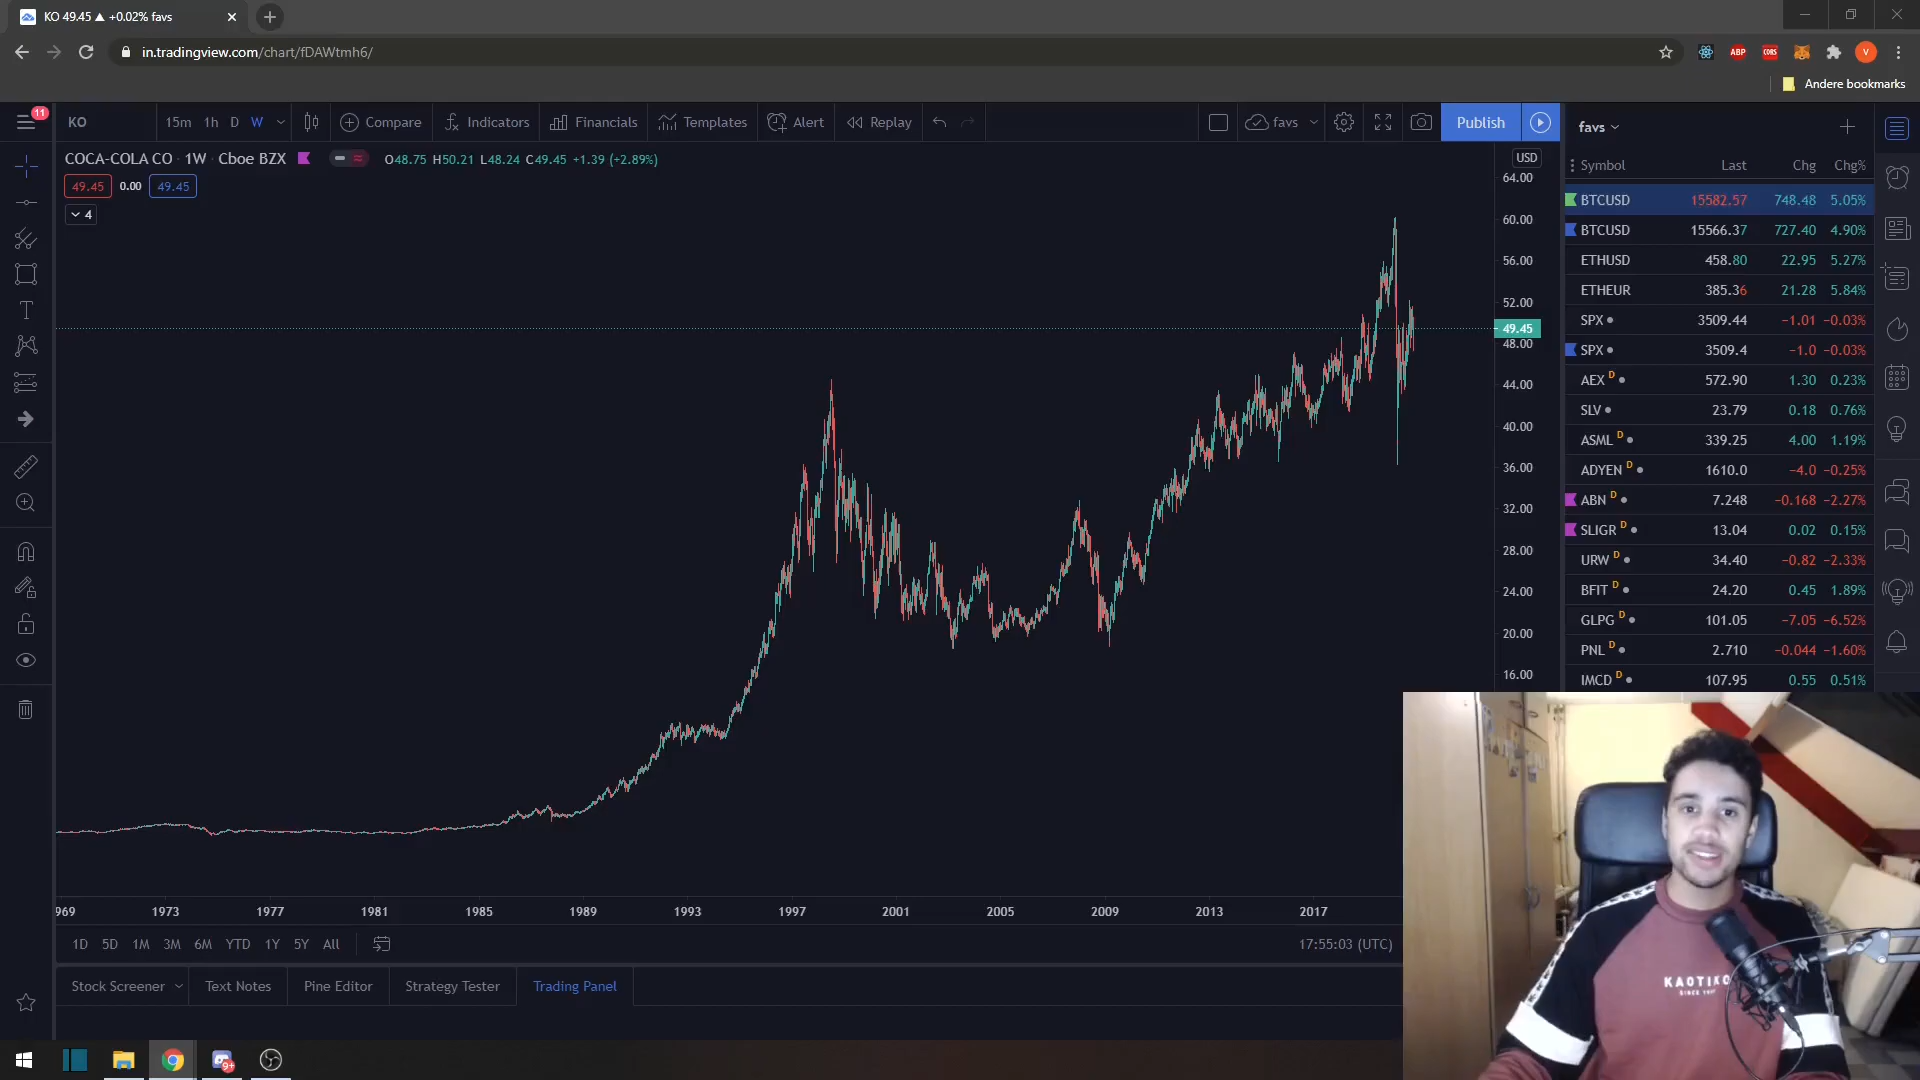 KO 49.45 ▲ +0.02% favs
in.tradingview.com/chart/fDAWtmh6/
ABP
CORS
V
Andere bookmarks
11
KO 15m 1h D W Compare Indicators Financials Templates Alert Replay favs Publish
favs
COCA-COLA CO · 1W · Cboe BZX O48.75 H50.21 L48.24 C49.45 +1.39 (+2.89%)
49.45 0.00 49.45
4
USD
64.00
60.00
56.00
52.00
49.45
48.00
44.00
40.00
36.00
32.00
28.00
24.00
20.00
16.00
Symbol Last Chg Chg%
BTCUSD 15582.57 748.48 5.05%
BTCUSD 15566.37 727.40 4.90%
ETHUSD 458.80 22.95 5.27%
ETHEUR 385.36 21.28 5.84%
SPX 3509.44 −1.01 −0.03%
SPX 3509.4 −1.0 −0.03%
AEX D 572.90 1.30 0.23%
SLV 23.79 0.18 0.76%
ASML D 339.25 4.00 1.19%
ADYEN D 1610.0 −4.0 −0.25%
ABN D 7.248 −0.168 −2.27%
SLIGR D 13.04 0.02 0.15%
URW D 34.40 −0.82 −2.33%
BFIT D 24.20 0.45 1.89%
GLPG D 101.05 −7.05 −6.52%
PNL D 2.710 −0.044 −1.60%
IMCD D 107.95 0.55 0.51%
969 1973 1977 1981 1985 1989 1993 1997 2001 2005 2009 2013 2017
1D 5D 1M 3M 6M YTD 1Y 5Y All 17:55:03 (UTC)
Stock Screener Text Notes Pine Editor Strategy Tester Trading Panel
KAOTIKO
9+